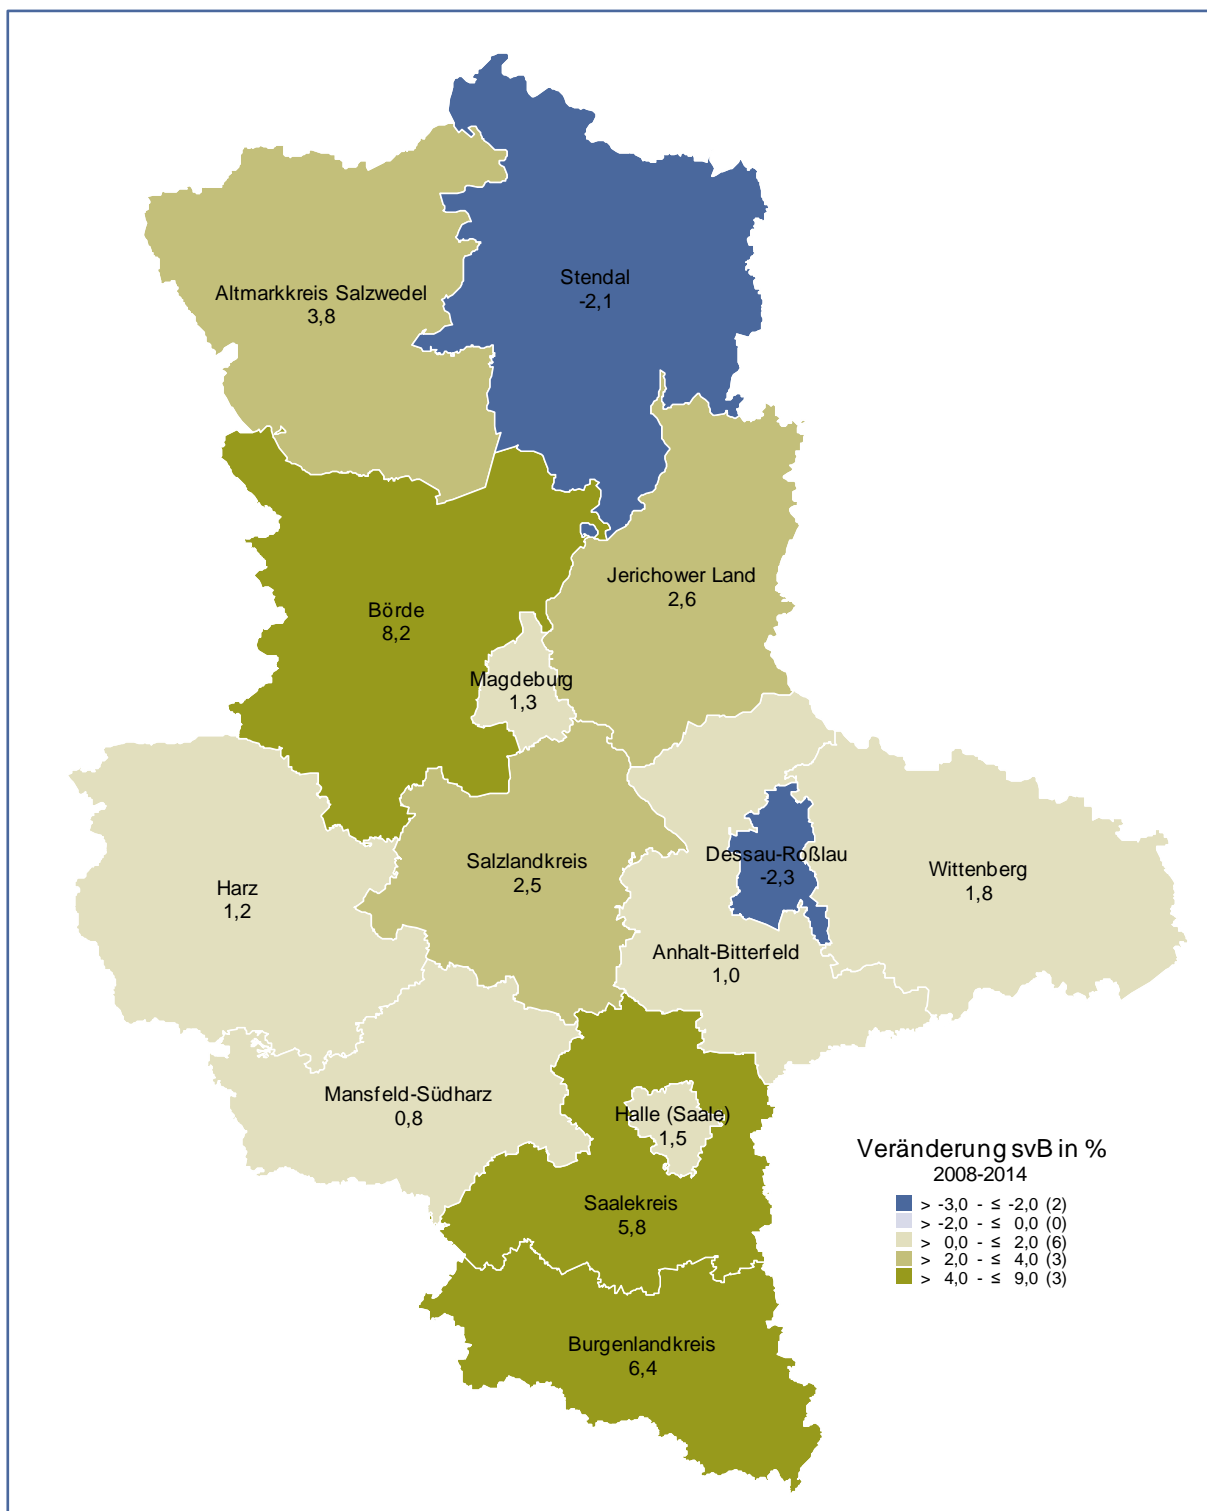 Stendal
-2,1
Altmarkkreis Salzwedel
3,8
Jerichower Land
2,6
Börde
8,2
Magdeburg
1,3
Dessau-Roßlau
-2,3
Salzlandkreis
2,5
Wittenberg
1,8
Harz
1,2
Anhalt-Bitterfeld
1,0
Mansfeld-Südharz
0,8
Halle (Saale)
1,5
Saalekreis
5,8
Burgenlandkreis
6,4
Veränderung svB in %
2008-2014
> -3,0 - ≤ -2,0 (2)
> -2,0 - ≤ 0,0 (0)
> 0,0 - ≤ 2,0 (6)
> 2,0 - ≤ 4,0 (3)
> 4,0 - ≤ 9,0 (3)